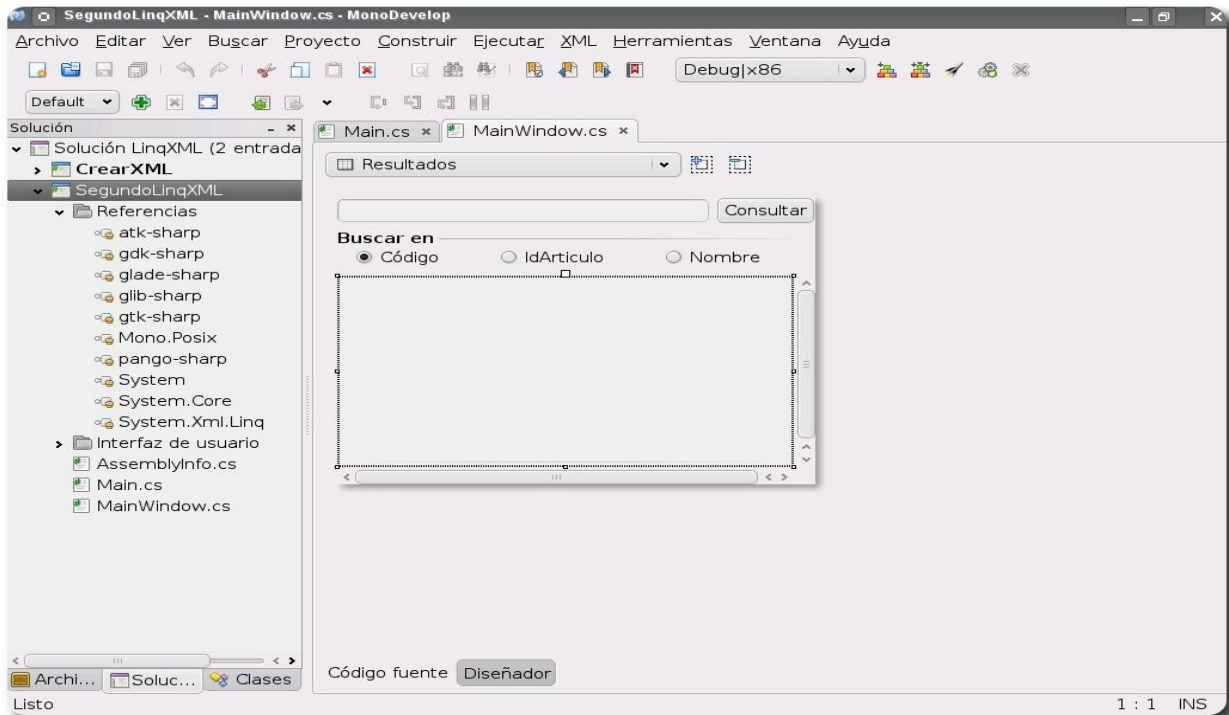 SegundoLinqXML - MainWindow.cs - MonoDevelop
Archivo Editar Ver Buscar Proyecto Construir Ejecutar XML Herramientas Ventana Ayuda
Debug|x86
Default
Solución
Main.cs
MainWindow.cs
Solución LinqXML (2 entrada
CrearXML
SegundoLinqXML
Referencias
atk-sharp
gdk-sharp
glade-sharp
glib-sharp
gtk-sharp
Mono.Posix
pango-sharp
System
System.Core
System.Xml.Linq
Interfaz de usuario
AssemblyInfo.cs
Main.cs
MainWindow.cs
Resultados
Consultar
Buscar en
Código IdArticulo Nombre
Código fuente Diseñador
Archi... Soluc... Clases
Listo
1 : 1 INS